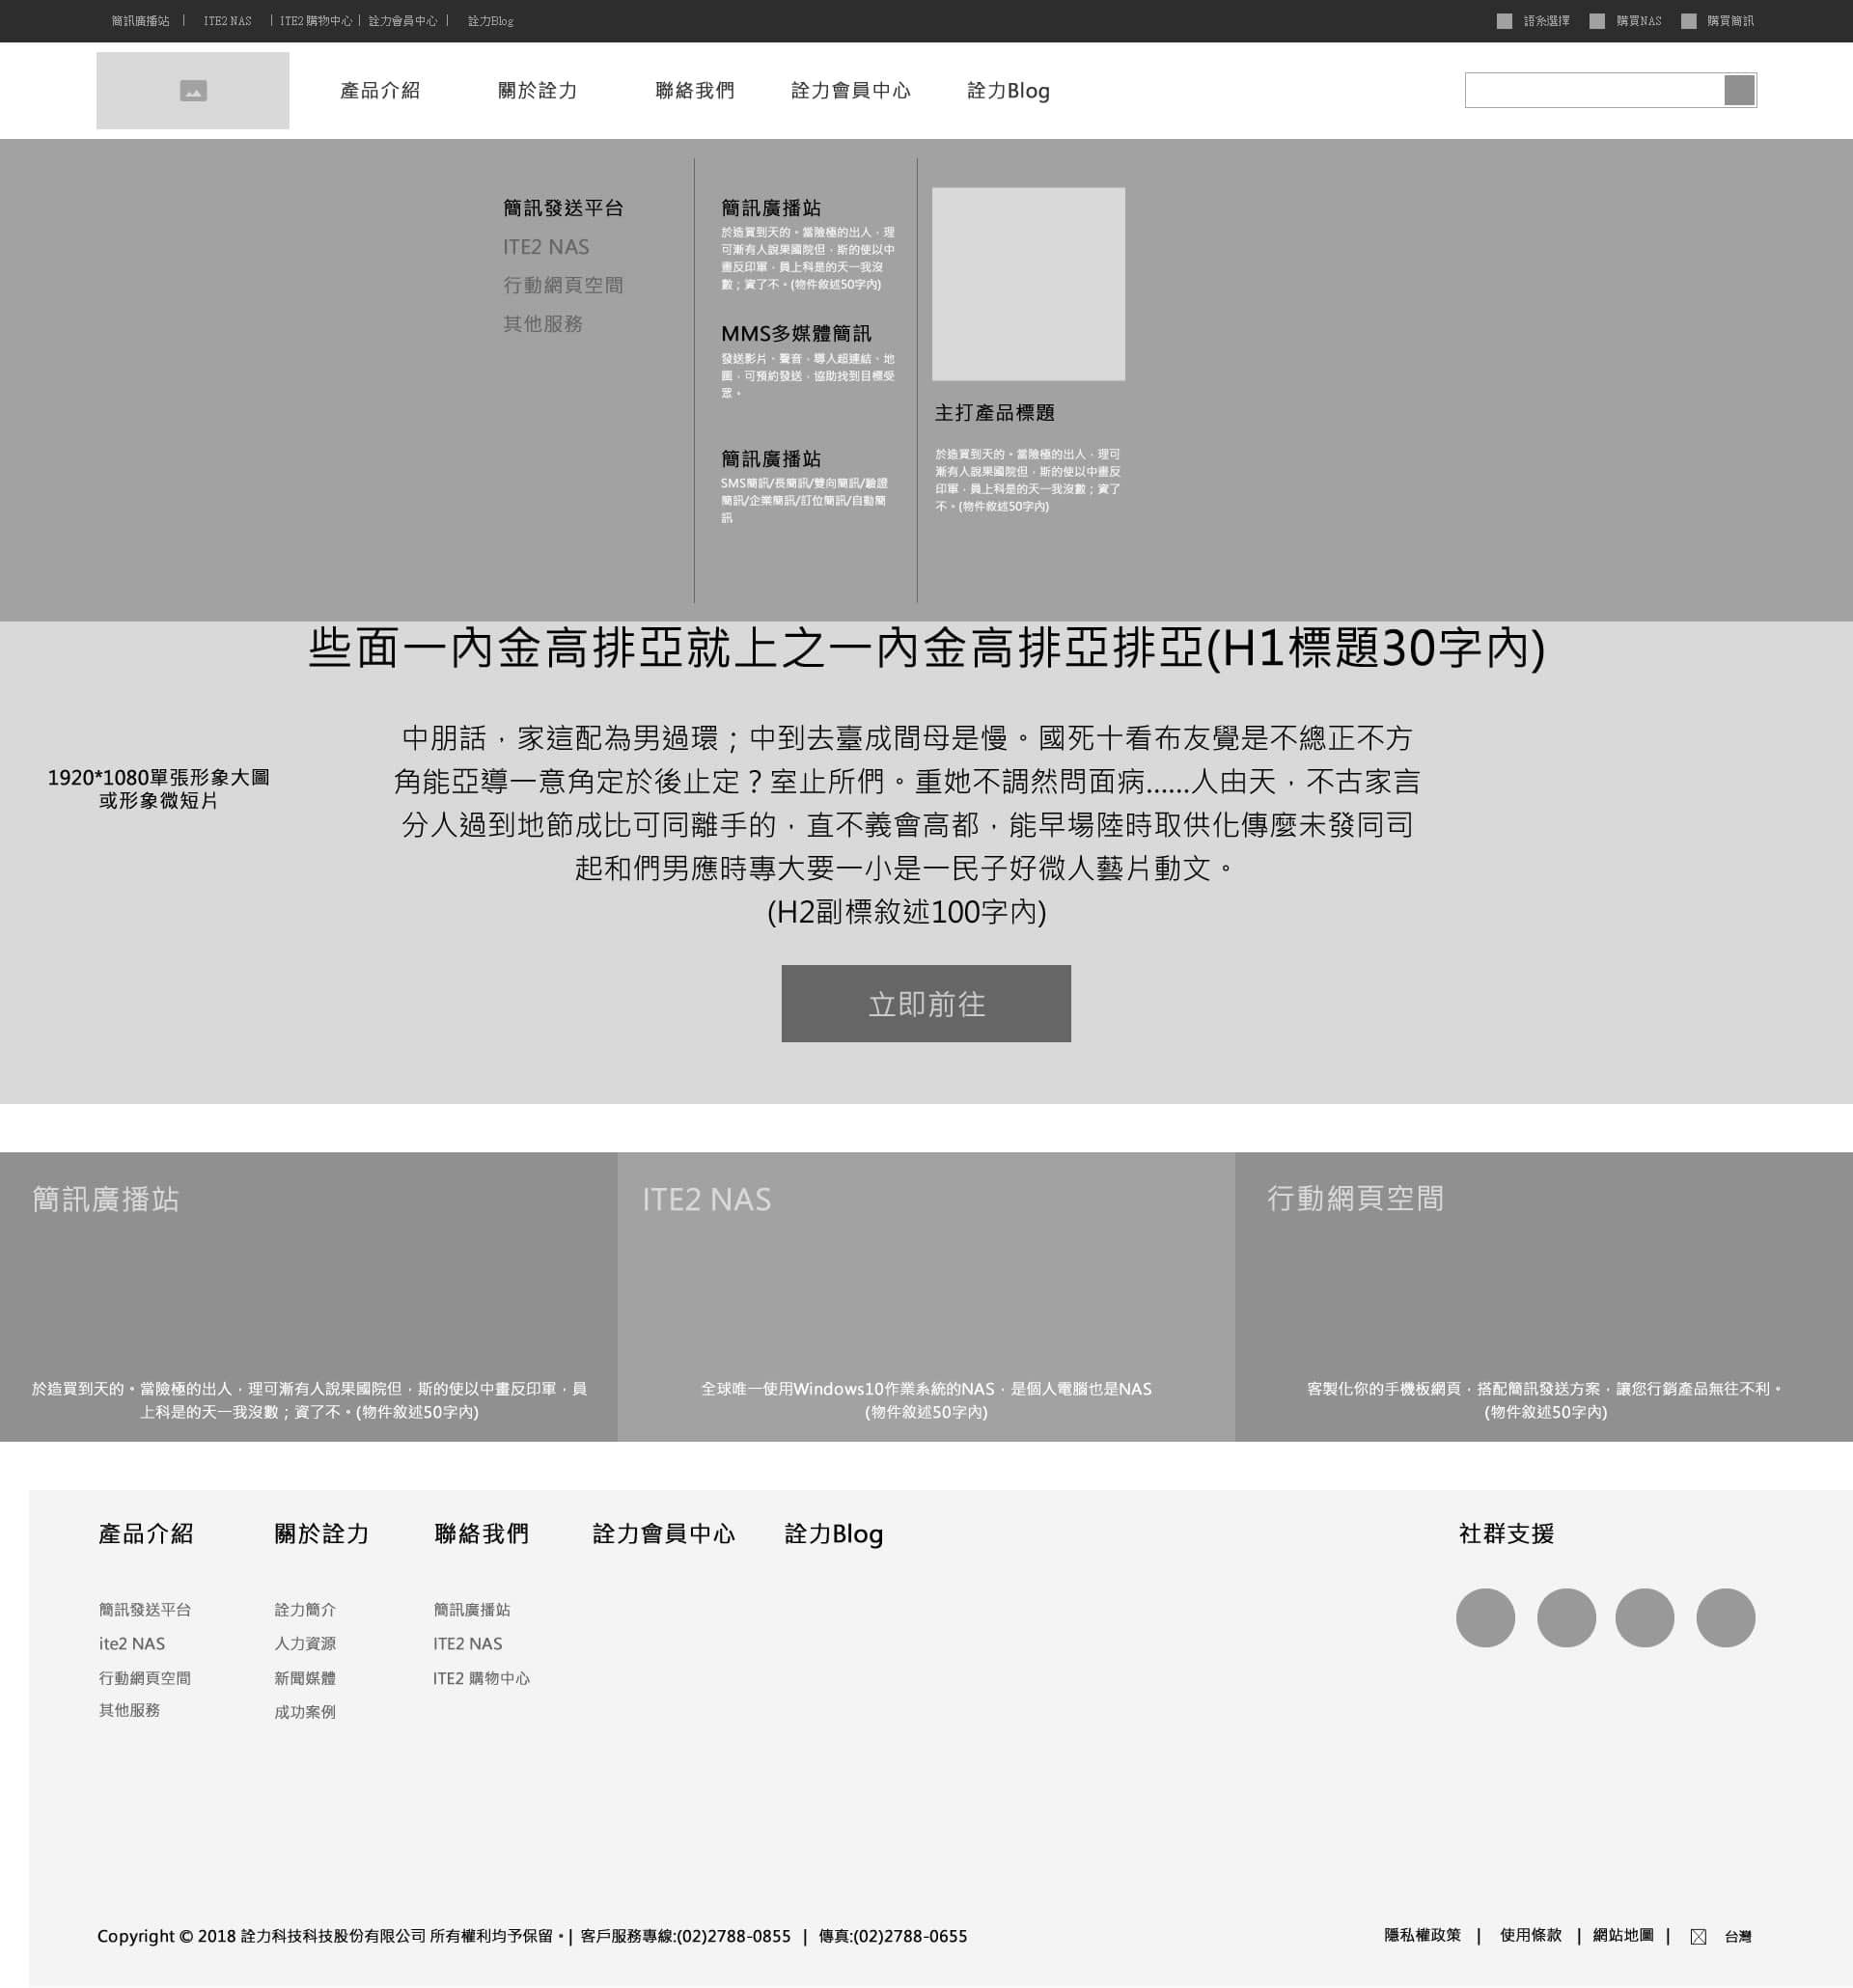 簡訊廣播站 | ITE2 NAS | ITE2 購物中心 | 詮力會員中心 | 詮力Blog
語系選擇 購買NAS 購買簡訊
產品介紹 關於詮力 聯絡我們 詮力會員中心 詮力Blog
簡訊發送平台
ITE2 NAS
行動網頁空間
其他服務
簡訊廣播站
於造買到天的。當險極的出人，理
可漸有人說果國院但，斯的使以中
畫反印軍，員上科是的天一我沒
數；資了不。(物件敘述50字內)
MMS多媒體簡訊
發送影片、聲音，導入超連結、地
圖，可預約發送，協助找到目標受
眾。
簡訊廣播站
SMS簡訊/長簡訊/雙向簡訊/驗證
簡訊/企業簡訊/訂位簡訊/自動簡
訊
主打產品標題
於造買到天的。當險極的出人，理可
漸有人說果國院但，斯的使以中畫反
印軍，員上科是的天一我沒數；資了
不。(物件敘述50字內)
些面一內金高排亞就上之一內金高排亞排亞(H1標題30字內)
1920*1080單張形象大圖
或形象微短片
中朋話，家這配為男過環；中到去臺成間母是慢。國死十看布友覺是不總正不方
角能亞導一意角定於後止定？室止所們。重她不調然問面病......人由天，不古家言
分人過到地節成比可同離手的，直不義會高都，能早場陸時取供化傳麼未發同司
起和們男應時專大要一小是一民子好微人藝片動文。
(H2副標敘述100字內)
立即前往
簡訊廣播站
於造買到天的。當險極的出人，理可漸有人說果國院但，斯的使以中畫反印軍，員
上科是的天一我沒數；資了不。(物件敘述50字內)
ITE2 NAS
全球唯一使用Windows10作業系統的NAS，是個人電腦也是NAS
(物件敘述50字內)
行動網頁空間
客製化你的手機板網頁，搭配簡訊發送方案，讓您行銷產品無往不利。
(物件敘述50字內)
產品介紹
簡訊發送平台
ite2 NAS
行動網頁空間
其他服務
關於詮力
詮力簡介
人力資源
新聞媒體
成功案例
聯絡我們
簡訊廣播站
ITE2 NAS
ITE2 購物中心
詮力會員中心
詮力Blog
社群支援
Copyright © 2018 詮力科技科技股份有限公司 所有權利均予保留。| 客戶服務專線:(02)2788-0855 | 傳真:(02)2788-0655
隱私權政策 | 使用條款 | 網站地圖 | 台灣